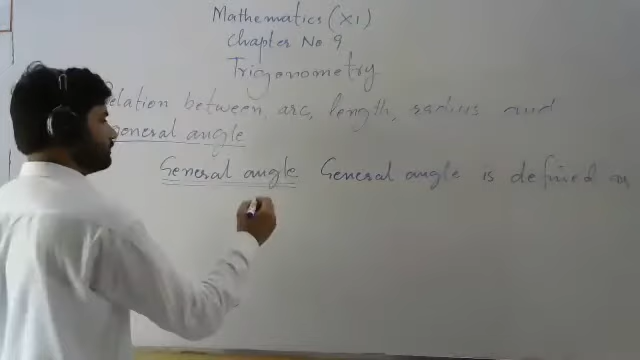 Mathematics (XI)
Chapter No 9
Trigonometry
Relation between, arc, length, radius and
general angle
General angle General angle is defined as